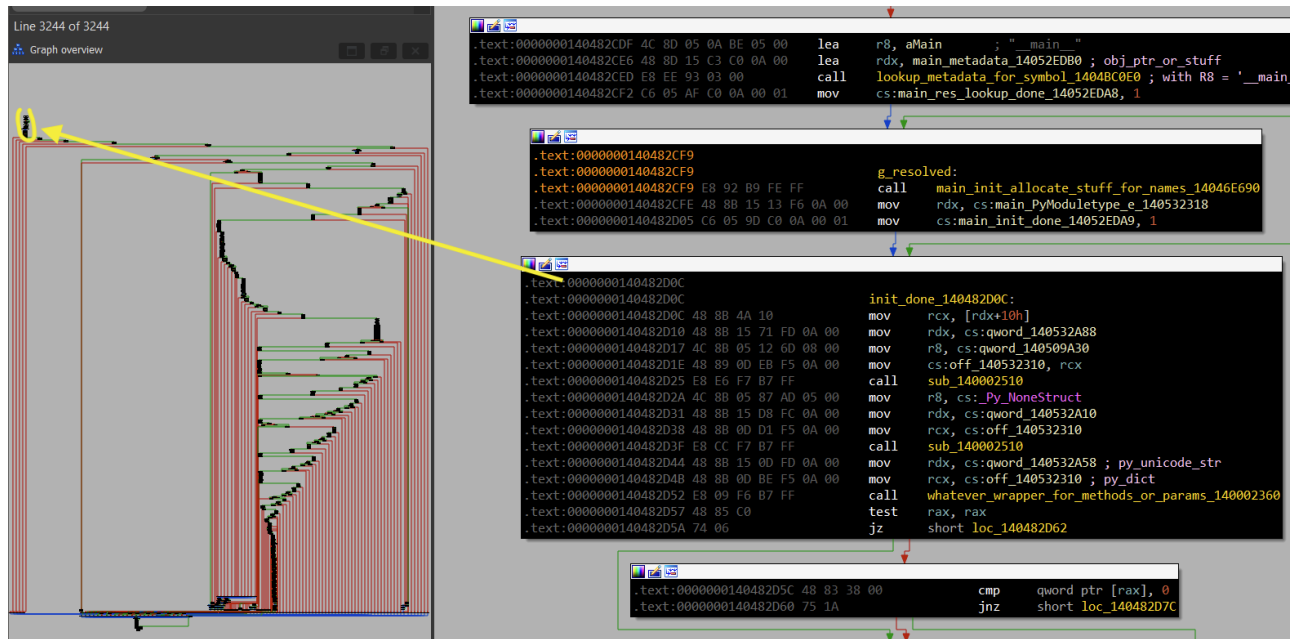 Line 3244 of 3244
Graph overview
.text:0000000140482CDF 4C 8D 05 0A BE 05 00 lea r8, aMain ; "__main__"
.text:0000000140482CE6 48 8D 15 C3 C0 0A 00 lea rdx, main_metadata_14052EDB0 ; obj_ptr_or_stuff
.text:0000000140482CED E8 EE 93 03 00 call lookup_metadata_for_symbol_1404BC0E0 ; with R8 = '__main_
.text:0000000140482CF2 C6 05 AF C0 0A 00 01 mov cs:main_res_lookup_done_14052EDA8, 1
.text:0000000140482CF9
.text:0000000140482CF9 g_resolved:
.text:0000000140482CF9 E8 92 B9 FE FF call main_init_allocate_stuff_for_names_14046E690
.text:0000000140482CFE 48 8B 15 13 F6 0A 00 mov rdx, cs:main_PyModuletype_e_140532318
.text:0000000140482D05 C6 05 9D C0 0A 00 01 mov cs:main_init_done_14052EDA9, 1
.text:0000000140482D0C
.text:0000000140482D0C init_done_140482D0C:
.text:0000000140482D0C 48 8B 4A 10 mov rcx, [rdx+10h]
.text:0000000140482D10 48 8B 15 71 FD 0A 00 mov rdx, cs:qword_140532A88
.text:0000000140482D17 4C 8B 05 12 6D 08 00 mov r8, cs:qword_140509A30
.text:0000000140482D1E 48 89 0D EB F5 0A 00 mov cs:off_140532310, rcx
.text:0000000140482D25 E8 E6 F7 B7 FF call sub_140002510
.text:0000000140482D2A 4C 8B 05 87 AD 05 00 mov r8, cs:_Py_NoneStruct
.text:0000000140482D31 48 8B 15 D8 FC 0A 00 mov rdx, cs:qword_140532A10
.text:0000000140482D38 48 8B 0D D1 F5 0A 00 mov rcx, cs:off_140532310
.text:0000000140482D3F E8 CC F7 B7 FF call sub_140002510
.text:0000000140482D44 48 8B 15 0D FD 0A 00 mov rdx, cs:qword_140532A58 ; py_unicode_str
.text:0000000140482D4B 48 8B 0D BE F5 0A 00 mov rcx, cs:off_140532310 ; py_dict
.text:0000000140482D52 E8 09 F6 B7 FF call whatever_wrapper_for_methods_or_params_140002360
.text:0000000140482D57 48 85 C0 test rax, rax
.text:0000000140482D5A 74 06 jz short loc_140482D62
.text:0000000140482D5C 48 83 38 00 cmp qword ptr [rax], 0
.text:0000000140482D60 75 1A jnz short loc_140482D7C